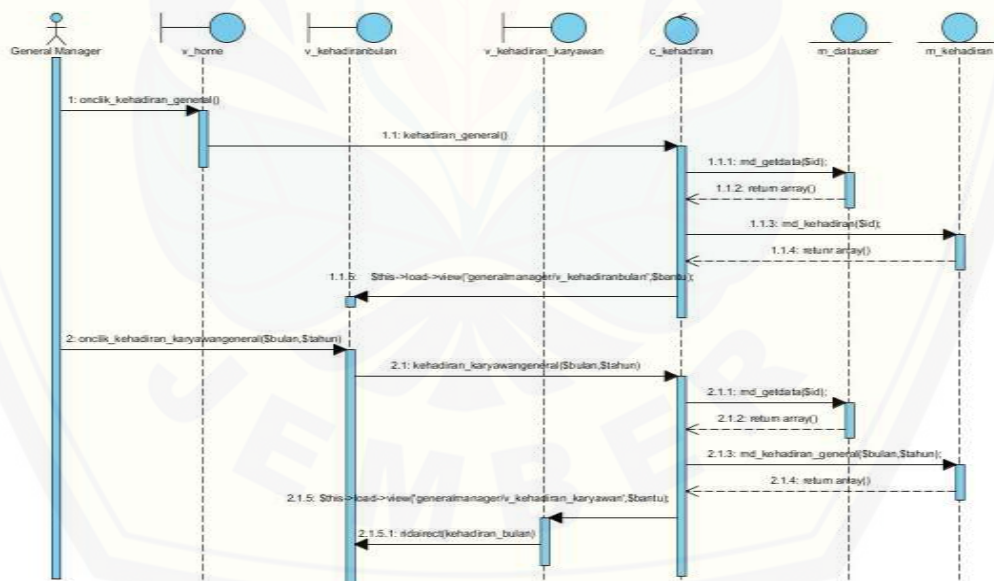 General Manager
v_home
v_kehadiranbulan
v_kehadiran_karyawan
c_kehadiran
m_datauser
m_kehadiran
1: onclik_kehadiran_general()
1.1: kehadiran_general()
1.1.1: md_getdata($id);
1.1.2: return array()
1.1.3: md_kehadiran($id);
1.1.4: retunr array()
1.1.5: $this->load->view('generalmanager/v_kehadiranbulan',$bantu);
2: onclik_kehadiran_karyawangeneral($bulan,$tahun)
2.1: kehadiran_karyawangeneral($bulan,$tahun)
2.1.1: md_getdata($id);
2.1.2: return array()
2.1.3: md_kehadiran_general($bulan,$tahun);
2.1.4: return array()
2.1.5: $this->load->view('generalmanager/v_kehadiran_karyawan',$bantu);
2.1.5.1: ridairect(kehadiran_bulan)
JEMBER